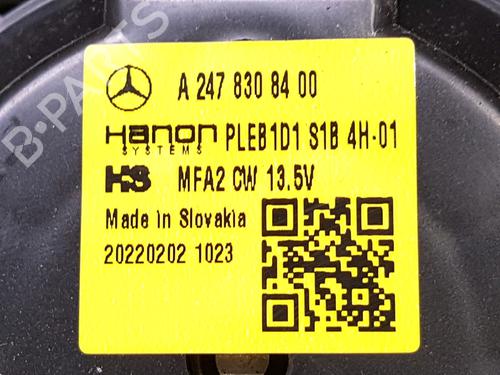 A 247 830 84 00
Hanon PLEB1D1 S1B 4H-01
SYSTEMS
HS MFA2 CW 13.5V
Made in Slovakia
20220202 1023
B-PARTS